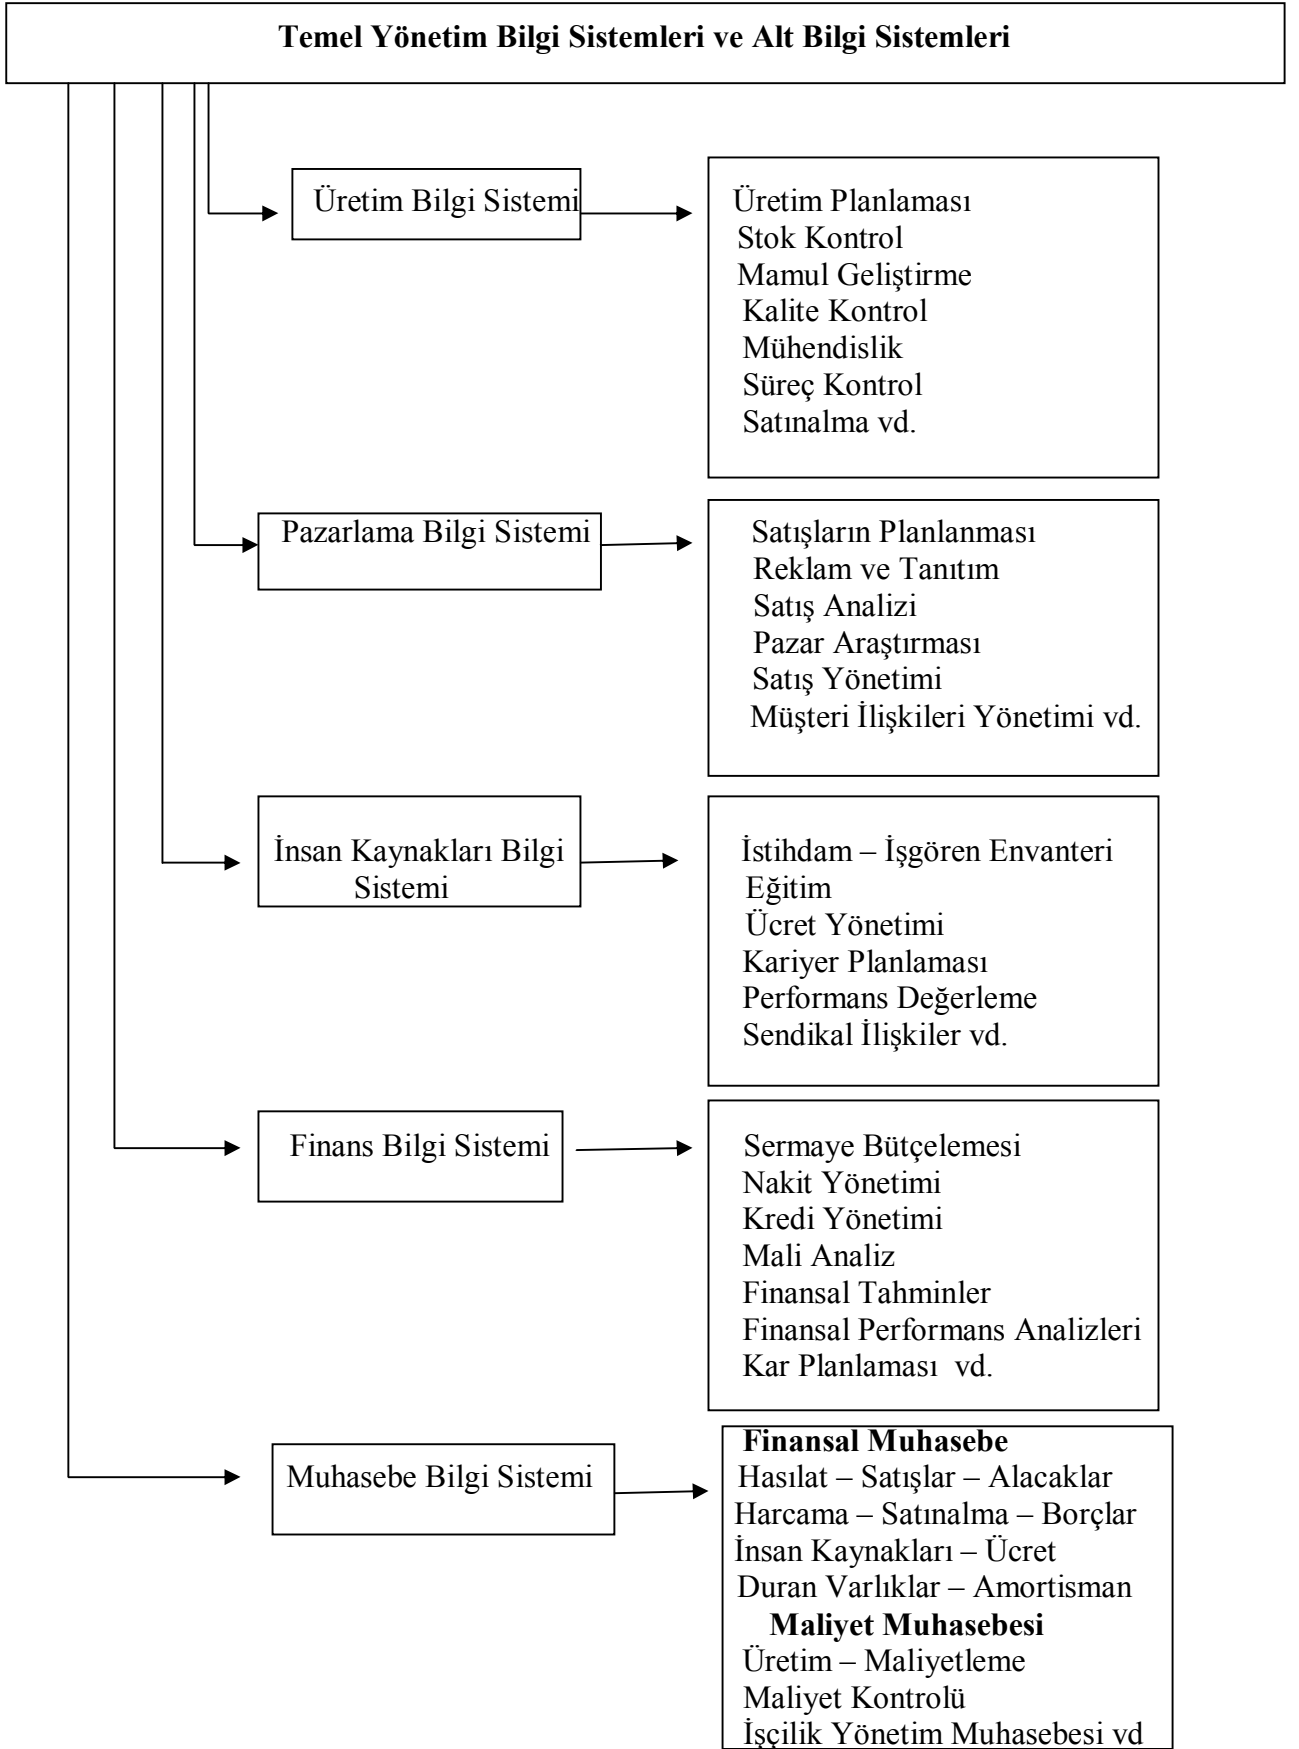 Temel Yönetim Bilgi Sistemleri ve Alt Bilgi Sistemleri
Üretim Bilgi Sistemi
Üretim Planlaması
Stok Kontrol
Mamul Geliştirme
Kalite Kontrol
Mühendislik
Süreç Kontrol
Satınalma vd.
Pazarlama Bilgi Sistemi
Satışların Planlanması
Reklam ve Tanıtım
Satış Analizi
Pazar Araştırması
Satış Yönetimi
Müşteri İlişkileri Yönetimi vd.
İnsan Kaynakları Bilgi
Sistemi
İstihdam – İşgören Envanteri
Eğitim
Ücret Yönetimi
Kariyer Planlaması
Performans Değerleme
Sendikal İlişkiler vd.
Finans Bilgi Sistemi
Sermaye Bütçelemesi
Nakit Yönetimi
Kredi Yönetimi
Mali Analiz
Finansal Tahminler
Finansal Performans Analizleri
Kar Planlaması vd.
Muhasebe Bilgi Sistemi
Finansal Muhasebe
Hasılat – Satışlar – Alacaklar
Harcama – Satınalma – Borçlar
İnsan Kaynakları – Ücret
Duran Varlıklar – Amortisman
Maliyet Muhasebesi
Üretim – Maliyetleme
Maliyet Kontrolü
İşçilik Yönetim Muhasebesi vd